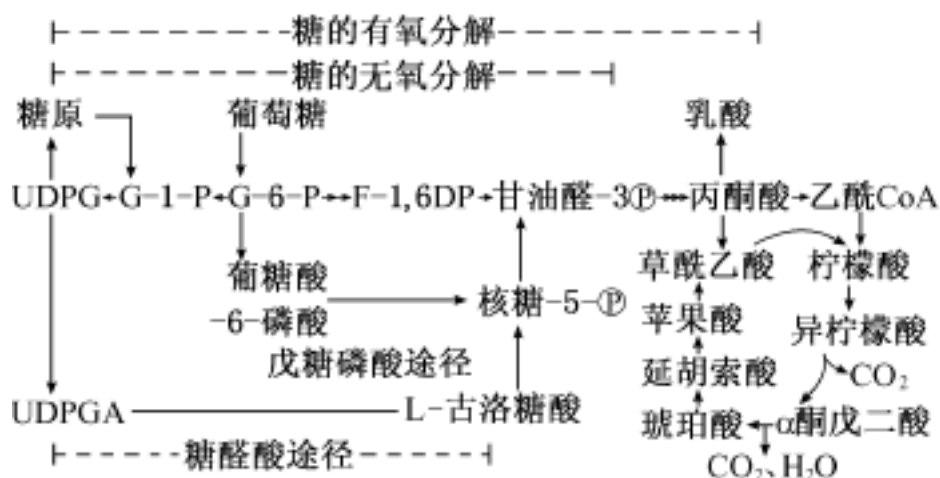 糖的有氧分解
糖的无氧分解
糖原 葡萄糖 乳酸
UDPG G-1-P G-6-P F-1,6DP 甘油醛-3Ⓟ 丙酮酸 乙酰CoA
葡糖酸 草酰乙酸 柠檬酸
-6-磷酸 核糖-5-Ⓟ 苹果酸 异柠檬酸
戊糖磷酸途径 延胡索酸 CO₂
UDPGA L-古洛糖酸 琥珀酸 α酮戊二酸
糖醛酸途径 CO₂、H₂O